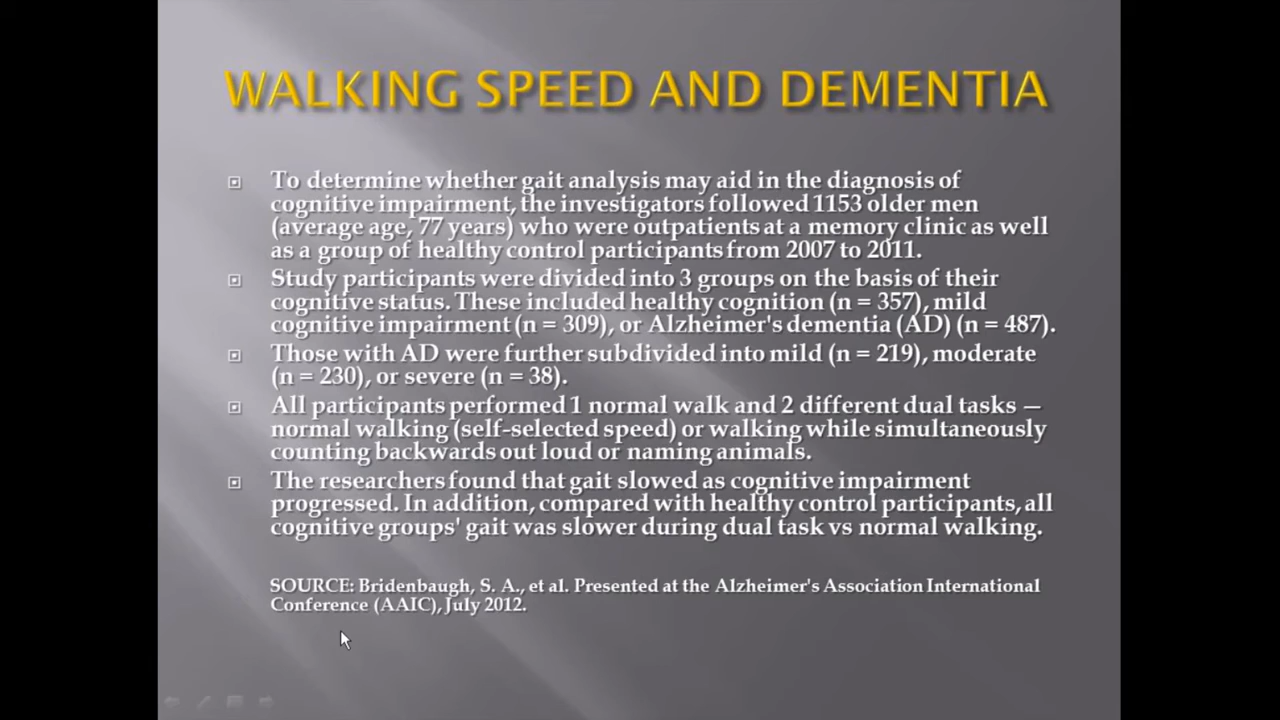 WALKING SPEED AND DEMENTIA
To determine whether gait analysis may aid in the diagnosis of
cognitive impairment, the investigators followed 1153 older men
(average age, 77 years) who were outpatients at a memory clinic as well
as a group of healthy control participants from 2007 to 2011.
Study participants were divided into 3 groups on the basis of their
cognitive status. These included healthy cognition (n = 357), mild
cognitive impairment (n = 309), or Alzheimer's dementia (AD) (n = 487).
Those with AD were further subdivided into mild (n = 219), moderate
(n = 230), or severe (n = 38).
All participants performed 1 normal walk and 2 different dual tasks —
normal walking (self-selected speed) or walking while simultaneously
counting backwards out loud or naming animals.
The researchers found that gait slowed as cognitive impairment
progressed. In addition, compared with healthy control participants, all
cognitive groups' gait was slower during dual task vs normal walking.
SOURCE: Bridenbaugh, S. A., et al. Presented at the Alzheimer's Association International
Conference (AAIC), July 2012.